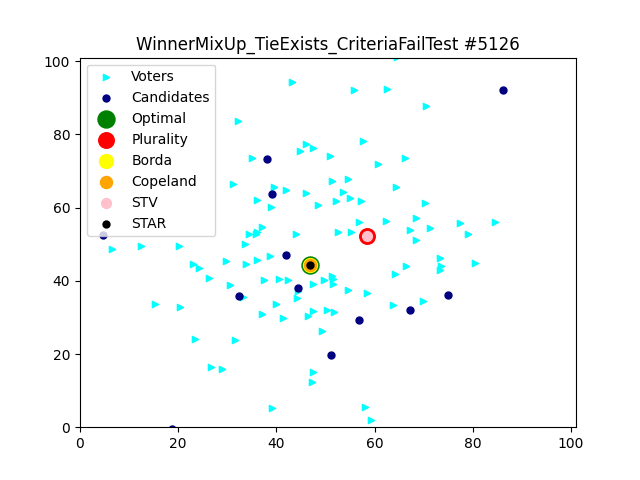 WinnerMixUp_TieExists_CriteriaFailTest #5126
100
80
60
40
20
0
Voters
Candidates
Optimal
Plurality
Borda
Copeland
STV
STAR
0 20 40 60 80 100